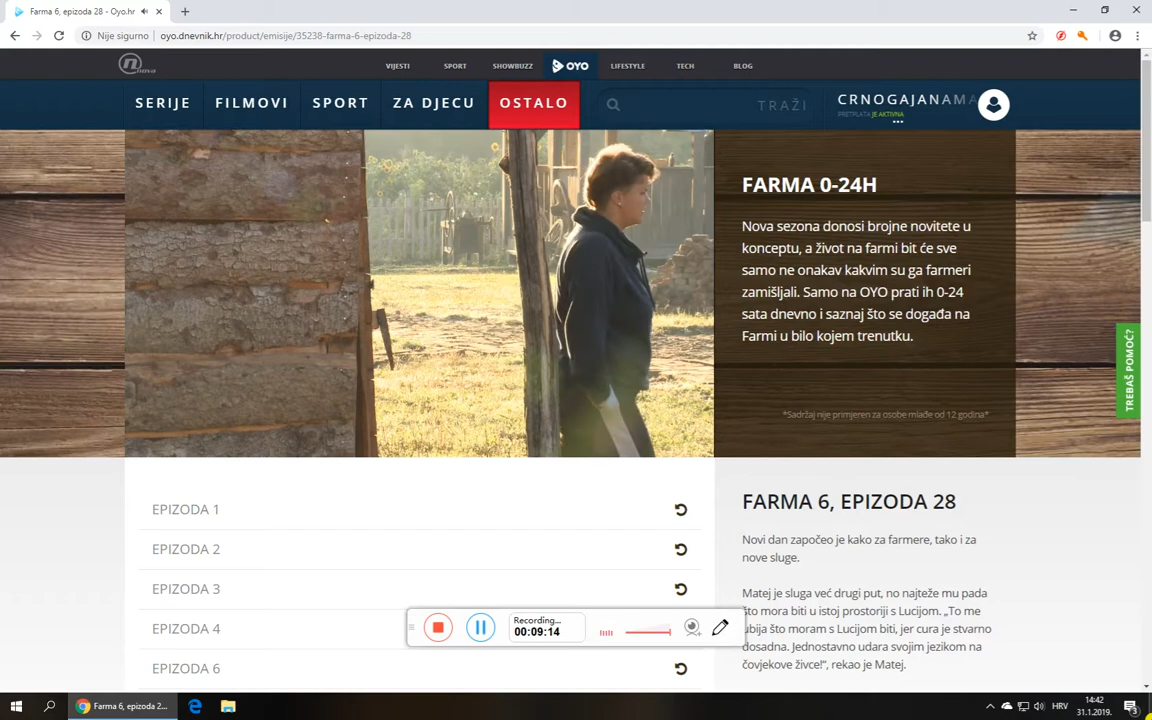 Farma 6, epizoda 28 - Oyo.hr
Nije sigurno
oyo.dnevnik.hr/product/emisije/35238-farma-6-epizoda-28
nova
VIJESTI
SPORT
SHOWBUZZ
OYO
LIFESTYLE
TECH
BLOG
SERIJE
FILMOVI
SPORT
ZA DJECU
OSTALO
TRAŽI
CRNOGAJANAMA
PRETPLATA JE AKTIVNA
FARMA 0-24H
Nova sezona donosi brojne novitete u
konceptu, a život na farmi bit će sve
samo ne onakav kakvim su ga farmeri
zamišljali. Samo na OYO prati ih 0-24
sata dnevno i saznaj što se događa na
Farmi u bilo kojem trenutku.
*Sadržaj nije primjeren za osobe mlađe od 12 godina*
TREBAŠ POMOĆ?
EPIZODA 1
EPIZODA 2
EPIZODA 3
EPIZODA 4
EPIZODA 6
FARMA 6, EPIZODA 28
Novi dan započeo je kako za farmere, tako i za
nove sluge.
Matej je sluga već drugi put, no najteže mu pada
što mora biti u istoj prostoriji s Lucijom. „To me
ubija što moram s Lucijom biti, jer cura je stvarno
dosadna. Jednostavno udara svojim jezikom na
čovjekove živce!“, rekao je Matej.
Recording...
00:09:14
Farma 6, epizoda 2...
HRV
14:42
31.1.2019.
3